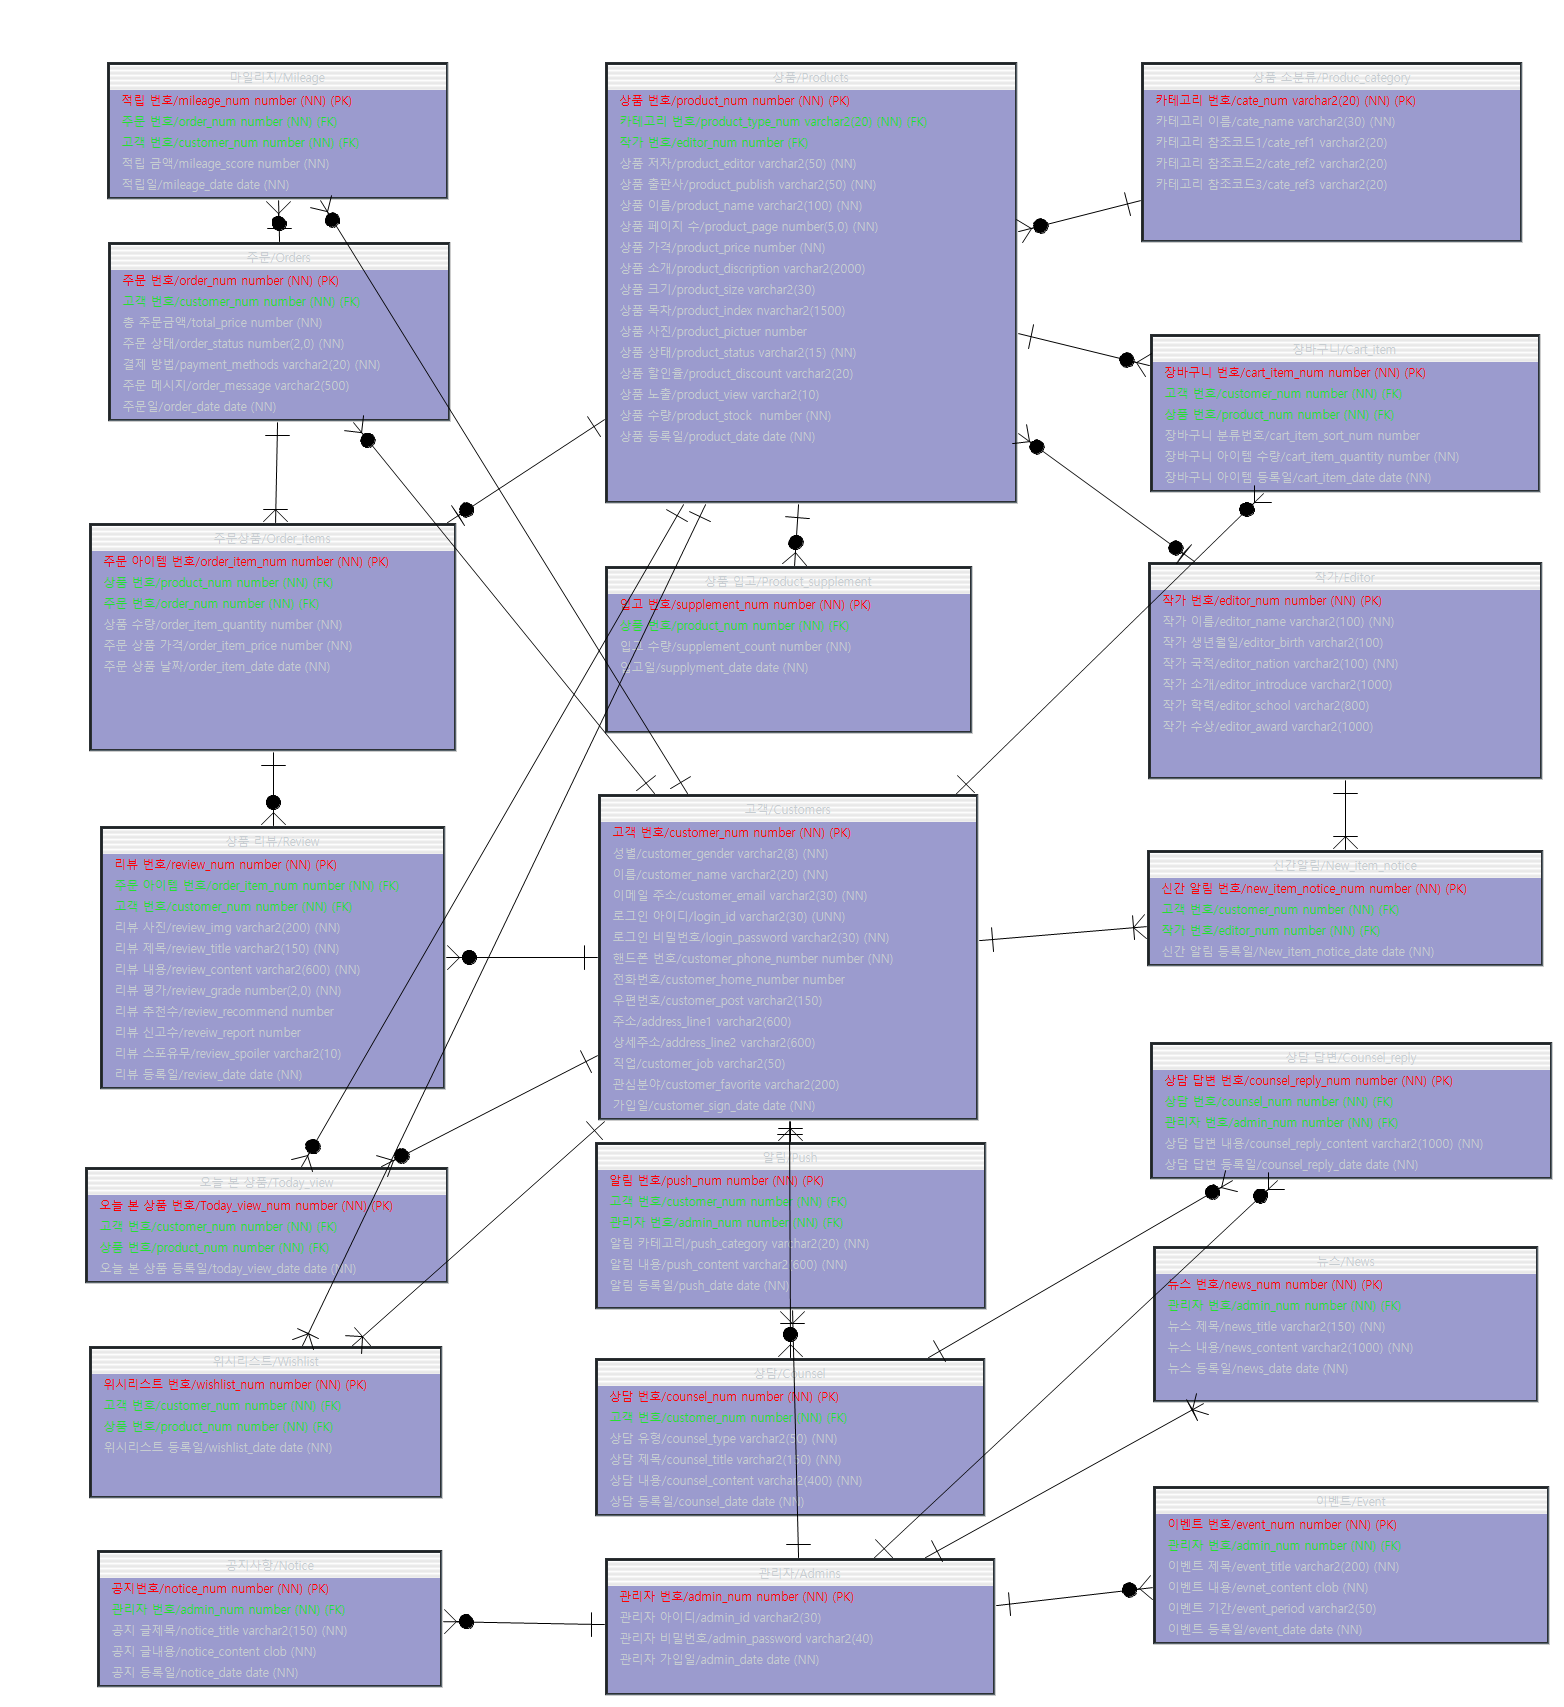 마일리지/Mileage
적립 번호/mileage_num number (NN) (PK)
주문 번호/order_num number (NN) (FK)
고객 번호/customer_num number (NN) (FK)
적립 금액/mileage_score number (NN)
적립일/mileage_date date (NN)
상품/Products
상품 번호/product_num number (NN) (PK)
카테고리 번호/product_type_num varchar2(20) (NN) (FK)
작가 번호/editor_num number (FK)
상품 저자/product_editor varchar2(50) (NN)
상품 출판사/product_publish varchar2(50) (NN)
상품 이름/product_name varchar2(100) (NN)
상품 페이지 수/product_page number(5,0) (NN)
상품 가격/product_price number (NN)
상품 소개/product_discription varchar2(2000)
상품 크기/product_size varchar2(30)
상품 목차/product_index nvarchar2(1500)
상품 사진/product_pictuer number
상품 상태/product_status varchar2(15) (NN)
상품 할인율/product_discount varchar2(20)
상품 노출/product_view varchar2(10)
상품 수량/product_stock  number (NN)
상품 등록일/product_date date (NN)
상품 소분류/Produc_category
카테고리 번호/cate_num varchar2(20) (NN) (PK)
카테고리 이름/cate_name varchar2(30) (NN)
카테고리 참조코드1/cate_ref1 varchar2(20)
카테고리 참조코드2/cate_ref2 varchar2(20)
카테고리 참조코드3/cate_ref3 varchar2(20)
주문/Orders
주문 번호/order_num number (NN) (PK)
고객 번호/customer_num number (NN) (FK)
총 주문금액/total_price number (NN)
주문 상태/order_status number(2,0) (NN)
결제 방법/payment_methods varchar2(20) (NN)
주문 메시지/order_message varchar2(500)
주문일/order_date date (NN)
장바구니/Cart_item
장바구니 번호/cart_item_num number (NN) (PK)
고객 번호/customer_num number (NN) (FK)
상품 번호/product_num number (NN) (FK)
장바구니 분류번호/cart_item_sort_num number
장바구니 아이템 수량/cart_item_quantity number (NN)
장바구니 아이템 등록일/cart_item_date date (NN)
주문상품/Order_items
주문 아이템 번호/order_item_num number (NN) (PK)
상품 번호/product_num number (NN) (FK)
주문 번호/order_num number (NN) (FK)
상품 수량/order_item_quantity number (NN)
주문 상품 가격/order_item_price number (NN)
주문 상품 날짜/order_item_date date (NN)
상품 입고/Product_supplement
입고 번호/supplement_num number (NN) (PK)
상품 번호/product_num number (NN) (FK)
입고 수량/supplement_count number (NN)
입고일/supplyment_date date (NN)
작가/Editor
작가 번호/editor_num number (NN) (PK)
작가 이름/editor_name varchar2(100) (NN)
작가 생년월일/editor_birth varchar2(100)
작가 국적/editor_nation varchar2(100) (NN)
작가 소개/editor_introduce varchar2(1000)
작가 학력/editor_school varchar2(800)
작가 수상/editor_award varchar2(1000)
상품 리뷰/Review
리뷰 번호/review_num number (NN) (PK)
주문 아이템 번호/order_item_num number (NN) (FK)
고객 번호/customer_num number (NN) (FK)
리뷰 사진/review_img varchar2(200) (NN)
리뷰 제목/review_title varchar2(150) (NN)
리뷰 내용/review_content varchar2(600) (NN)
리뷰 평가/review_grade number(2,0) (NN)
리뷰 추천수/review_recommend number
리뷰 신고수/reveiw_report number
리뷰 스포유무/review_spoiler varchar2(10)
리뷰 등록일/review_date date (NN)
고객/Customers
고객 번호/customer_num number (NN) (PK)
성별/customer_gender varchar2(8) (NN)
이름/customer_name varchar2(20) (NN)
이메일 주소/customer_email varchar2(30) (NN)
로그인 아이디/login_id varchar2(30) (UNN)
로그인 비밀번호/login_password varchar2(30) (NN)
핸드폰 번호/customer_phone_number number (NN)
전화번호/customer_home_number number
우편번호/customer_post varchar2(150)
주소/address_line1 varchar2(600)
상세주소/address_line2 varchar2(600)
직업/customer_job varchar2(50)
관심분야/customer_favorite varchar2(200)
가입일/customer_sign_date date (NN)
신간알림/New_item_notice
신간 알림 번호/new_item_notice_num number (NN) (PK)
고객 번호/customer_num number (NN) (FK)
작가 번호/editor_num number (NN) (FK)
신간 알림 등록일/New_item_notice_date date (NN)
상담 답변/Counsel_reply
상담 답변 번호/counsel_reply_num number (NN) (PK)
상담 번호/counsel_num number (NN) (FK)
관리자 번호/admin_num number (NN) (FK)
상담 답변 내용/counsel_reply_content varchar2(1000) (NN)
상담 답변 등록일/counsel_reply_date date (NN)
오늘 본 상품/Today_view
오늘 본 상품 번호/Today_view_num number (NN) (PK)
고객 번호/customer_num number (NN) (FK)
상품 번호/product_num number (NN) (FK)
오늘 본 상품 등록일/today_view_date date (NN)
알림/Push
알림 번호/push_num number (NN) (PK)
고객 번호/customer_num number (NN) (FK)
관리자 번호/admin_num number (NN) (FK)
알림 카테고리/push_category varchar2(20) (NN)
알림 내용/push_content varchar2(600) (NN)
알림 등록일/push_date date (NN)
뉴스/News
뉴스 번호/news_num number (NN) (PK)
관리자 번호/admin_num number (NN) (FK)
뉴스 제목/news_title varchar2(150) (NN)
뉴스 내용/news_content varchar2(1000) (NN)
뉴스 등록일/news_date date (NN)
위시리스트/Wishlist
위시리스트 번호/wishlist_num number (NN) (PK)
고객 번호/customer_num number (NN) (FK)
상품 번호/product_num number (NN) (FK)
위시리스트 등록일/wishlist_date date (NN)
상담/Counsel
상담 번호/counsel_num number (NN) (PK)
고객 번호/customer_num number (NN) (FK)
상담 유형/counsel_type varchar2(50) (NN)
상담 제목/counsel_title varchar2(150) (NN)
상담 내용/counsel_content varchar2(400) (NN)
상담 등록일/counsel_date date (NN)
이벤트/Event
이벤트 번호/event_num number (NN) (PK)
관리자 번호/admin_num number (NN) (FK)
이벤트 제목/event_title varchar2(200) (NN)
이벤트 내용/evnet_content clob (NN)
이벤트 기간/event_period varchar2(50)
이벤트 등록일/event_date date (NN)
공지사항/Notice
공지번호/notice_num number (NN) (PK)
관리자 번호/admin_num number (NN) (FK)
공지 글제목/notice_title varchar2(150) (NN)
공지 글내용/notice_content clob (NN)
공지 등록일/notice_date date (NN)
관리자/Admins
관리자 번호/admin_num number (NN) (PK)
관리자 아이디/admin_id varchar2(30)
관리자 비밀번호/admin_password varchar2(40)
관리자 가입일/admin_date date (NN)